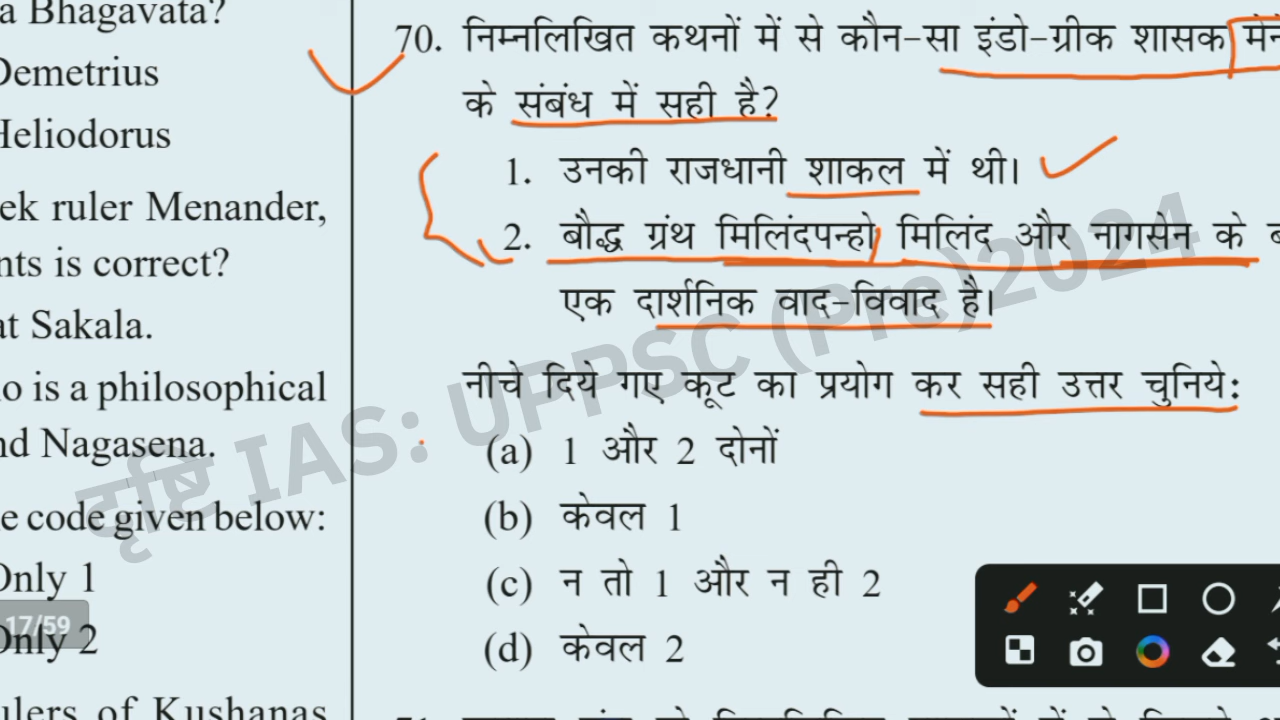 a Bhagavata?
Demetrius
Heliodorus
ek ruler Menander,
nts is correct?
at Sakala.
o is a philosophical
nd Nagasena.
e code given below:
Only 1
17/59
Only 2
ulers of Kushanas
70. निम्नलिखित कथनों में से कौन-सा इंडो-ग्रीक शासक
के संबंध में सही है?
1. उनकी राजधानी शाकल में थी।
2. बौद्ध ग्रंथ मिलिंदपन्हो मिलिंद और नागसेन के
एक दार्शनिक वाद-विवाद है।
नीचे दिये गए कूट का प्रयोग कर सही उत्तर चुनिये:
(a) 1 और 2 दोनों
(b) केवल 1
(c) न तो 1 और न ही 2
(d) केवल 2
दृष्टि IAS: UPPSC (Pre) 2024